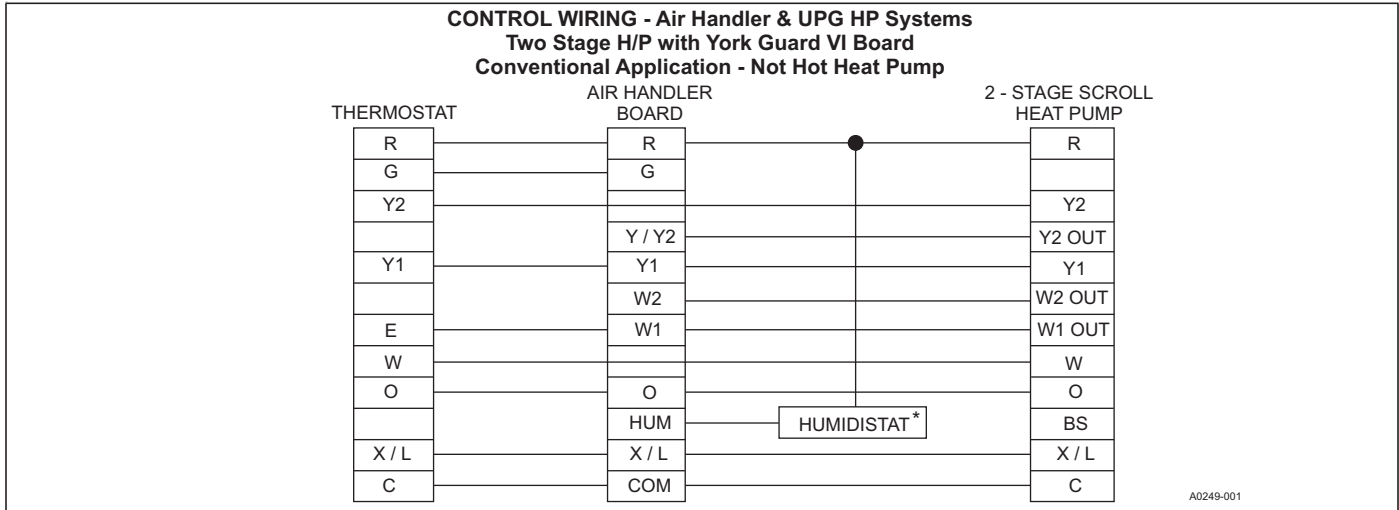 CONTROL WIRING - Air Handler & UPG HP Systems
Two Stage H/P with York Guard VI Board
Conventional Application - Not Hot Heat Pump
THERMOSTAT
AIR HANDLER
BOARD
2 - STAGE SCROLL
HEAT PUMP
R R R
G G
Y2 Y2
Y / Y2 Y2 OUT
Y1 Y1 Y1
W2 W2 OUT
E W1 W1 OUT
W W
O O O
HUM HUMIDISTAT* BS
X / L X / L X / L
C COM C
A0249-001